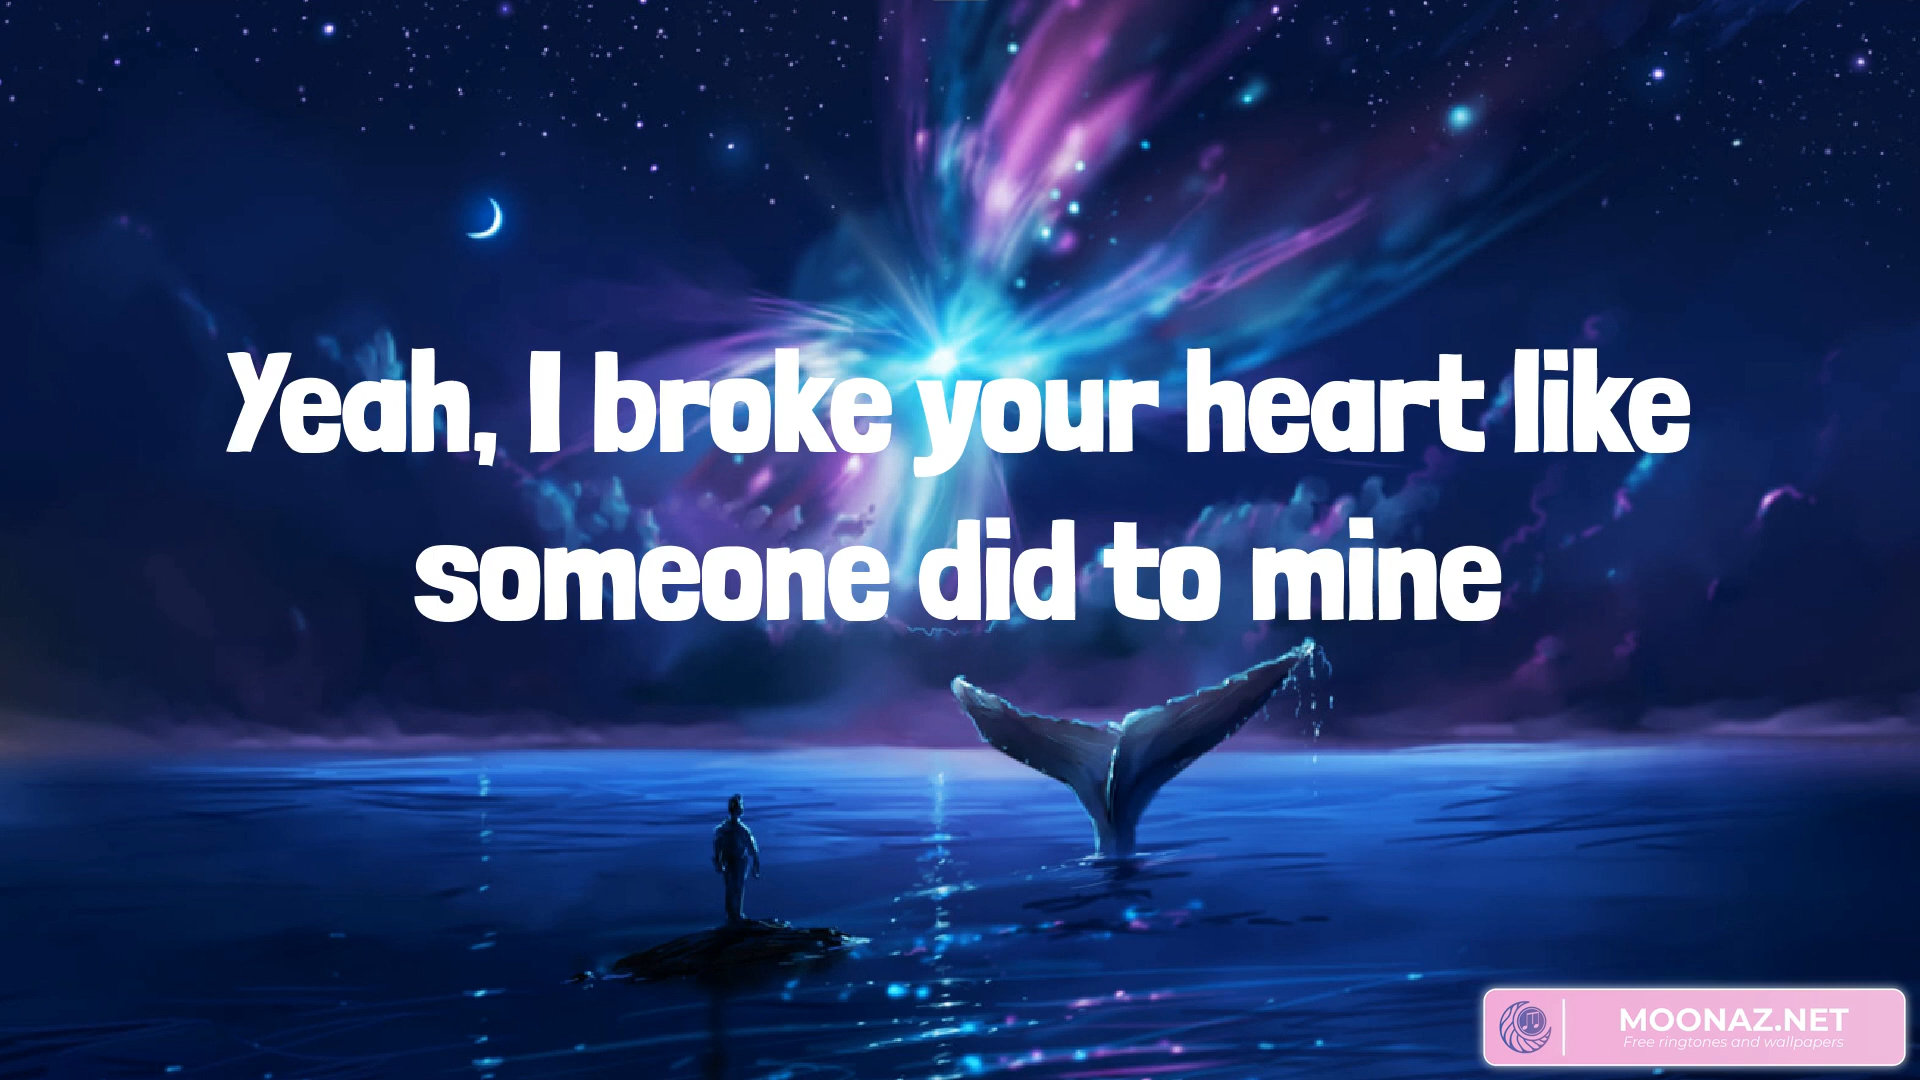 Yeah, I broke your heart like
someone did to mine
MOONAZ.NET
Free ringtones and wallpapers